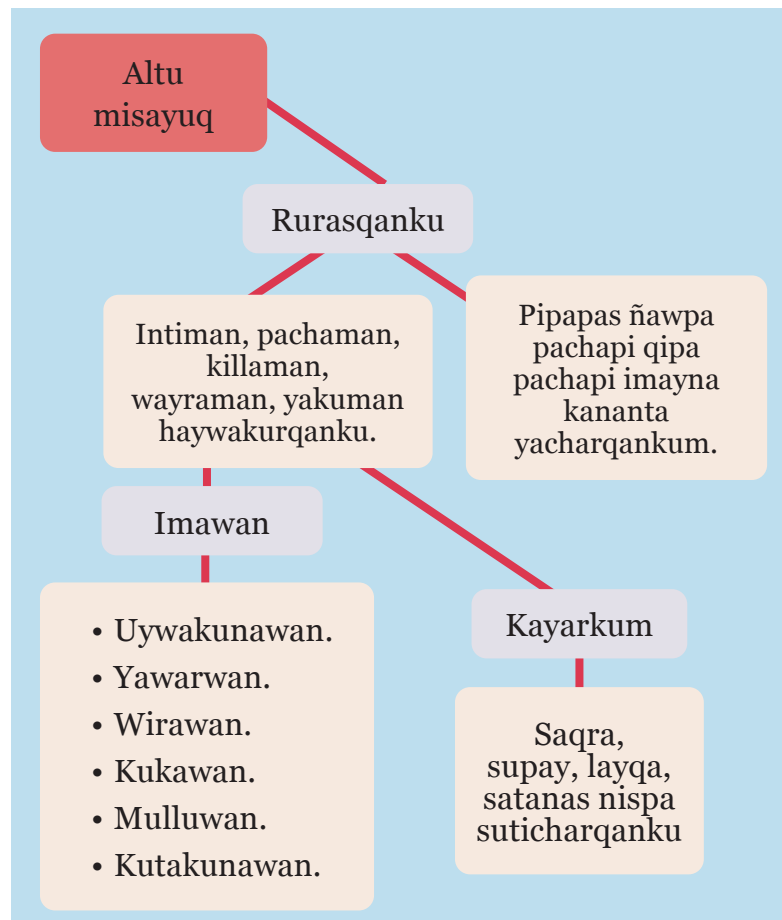 Altu
misayuq
Rurasqanku
Intiman, pachaman,
killaman,
wayraman, yakuman
haywakurqanku.
Pipapas ñawpa
pachapi qipa
pachapi imayna
kananta
yacharqankum.
Imawan
• Uywakunawan.
• Yawarwan.
• Wirawan.
• Kukawan.
• Mulluwan.
• Kutakunawan.
Kayarkum
Saqra,
supay, layqa,
satanas nispa
suticharqanku